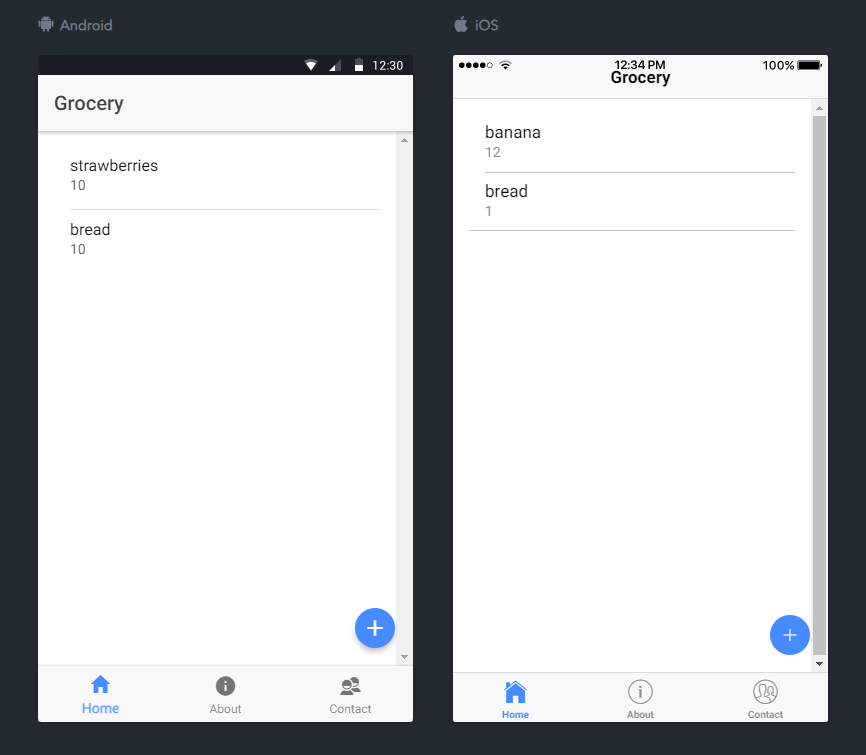 Android
12:30
Grocery
strawberries
10
bread
10
Home
About
Contact
iOS
12:34 PM
100%
Grocery
banana
12
bread
1
Home
About
Contact